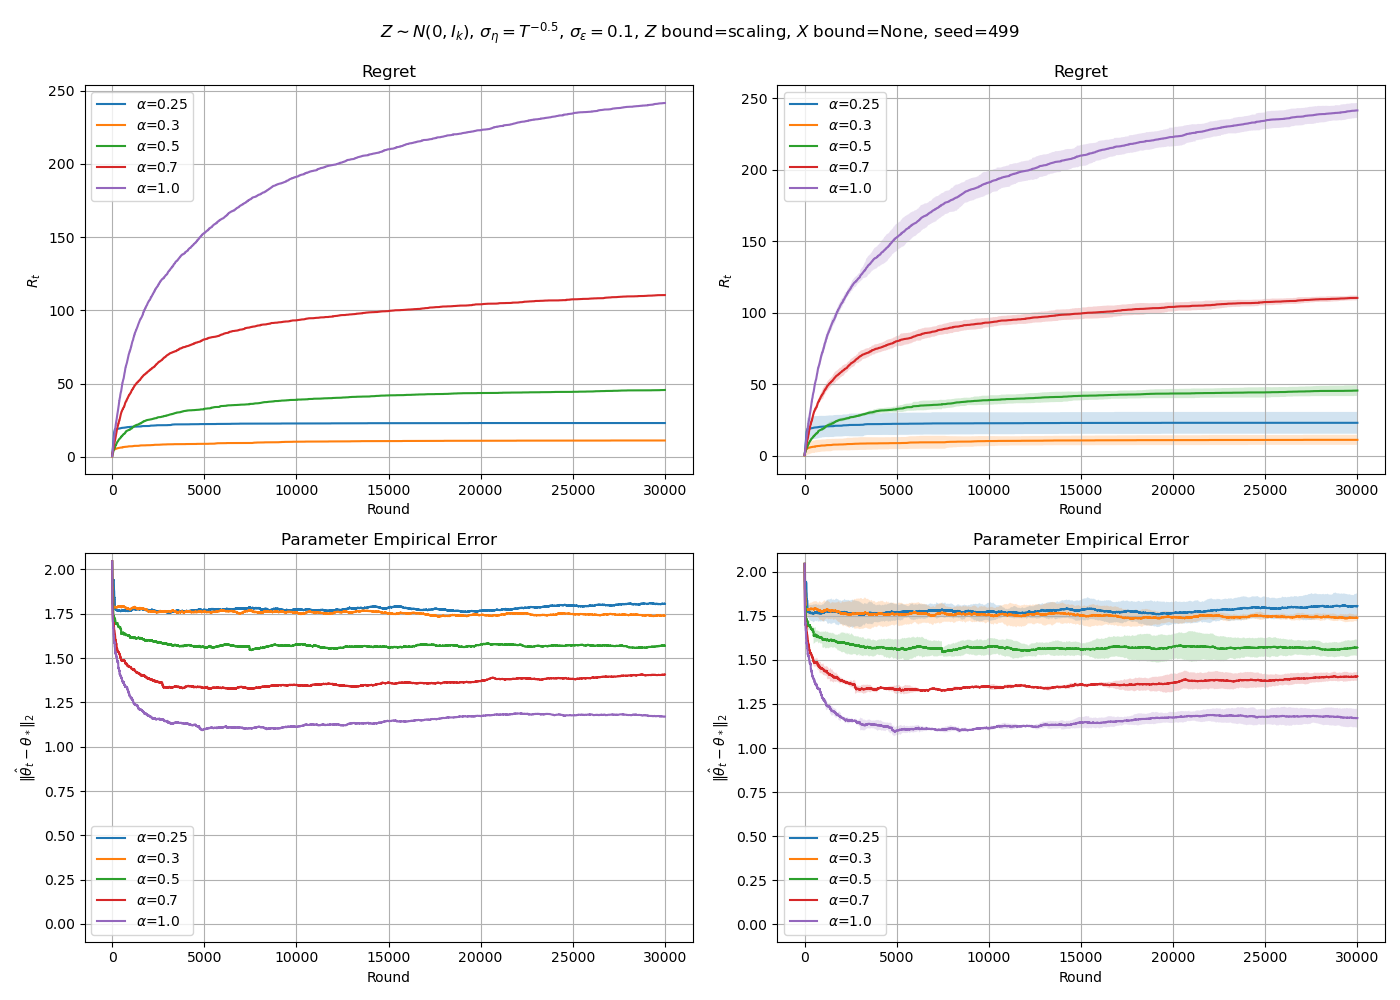 Z ∼ N(0, I_k), σ_η = T^{−0.5}, σ_ε = 0.1, Z bound=scaling, X bound=None, seed=499
Regret
250
200
150
100
50
0
R_t
α=0.25
α=0.3
α=0.5
α=0.7
α=1.0
0 5000 10000 15000 20000 25000 30000
Round
Regret
250
200
150
100
50
0
R_t
α=0.25
α=0.3
α=0.5
α=0.7
α=1.0
0 5000 10000 15000 20000 25000 30000
Round
Parameter Empirical Error
2.00
1.75
1.50
1.25
1.00
0.75
0.50
0.25
0.00
‖θ̂_t − θ_*‖_2
α=0.25
α=0.3
α=0.5
α=0.7
α=1.0
0 5000 10000 15000 20000 25000 30000
Round
Parameter Empirical Error
2.00
1.75
1.50
1.25
1.00
0.75
0.50
0.25
0.00
‖θ̂_t − θ_*‖_2
α=0.25
α=0.3
α=0.5
α=0.7
α=1.0
0 5000 10000 15000 20000 25000 30000
Round